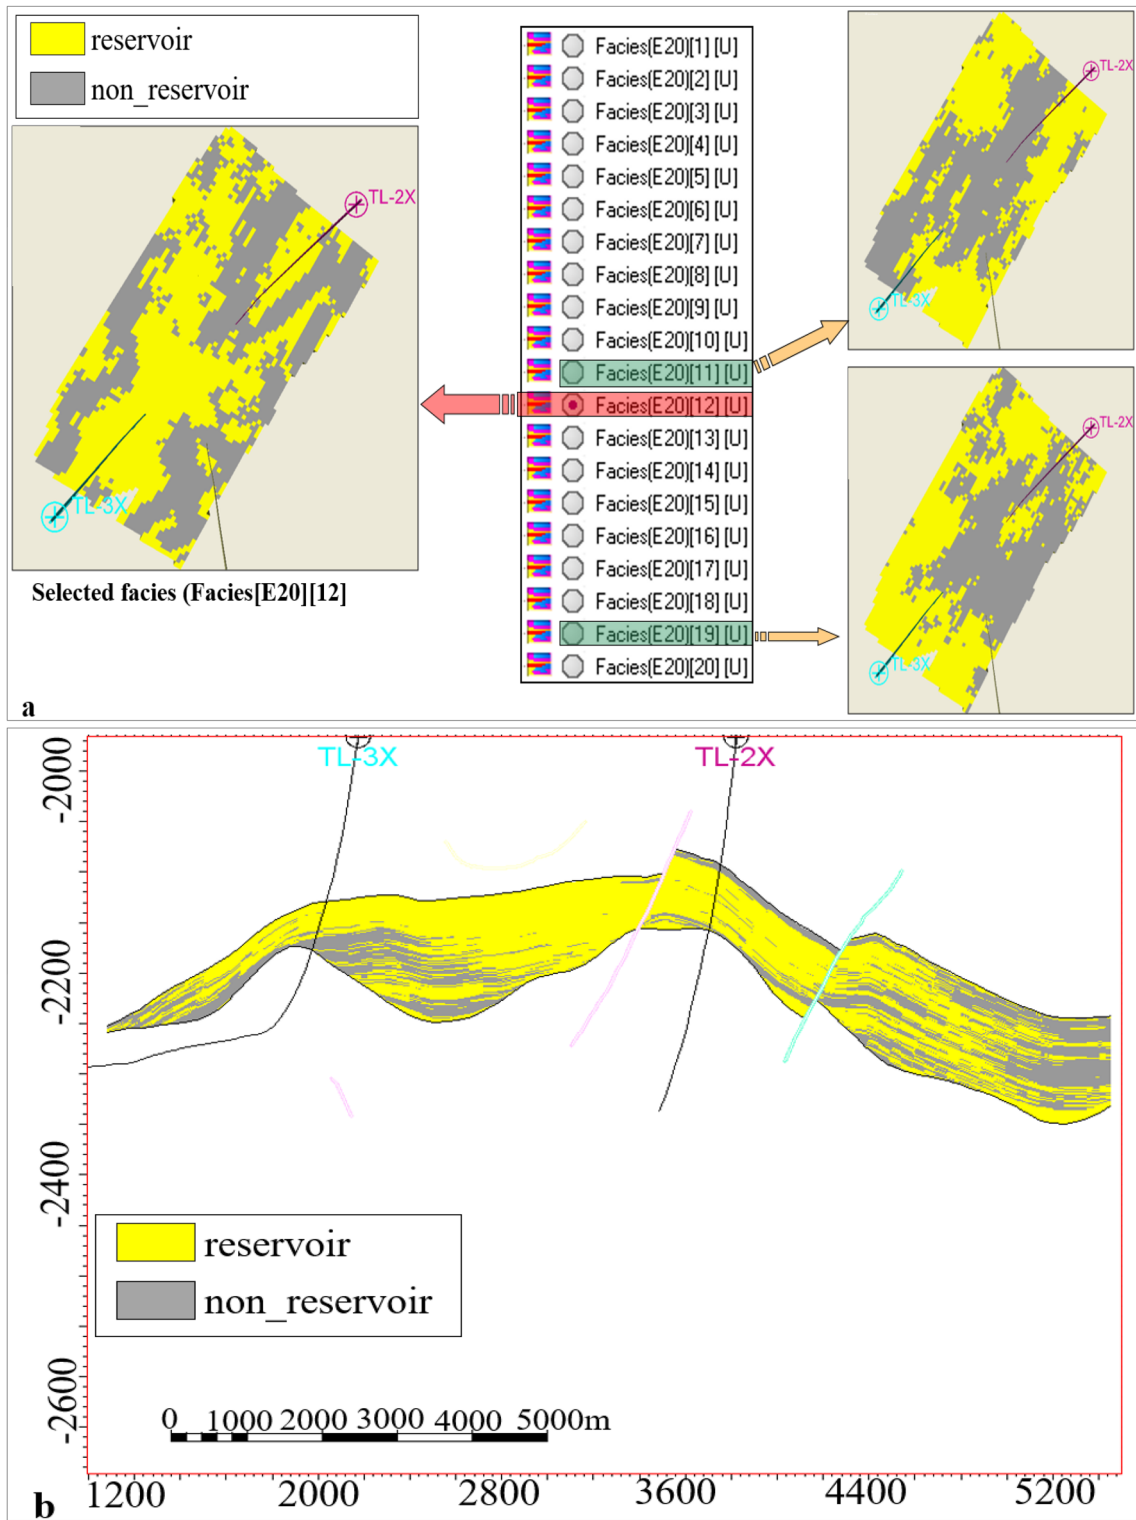 reservoir
non_reservoir
TL-2X
TL-3X
Selected facies (Facies[E20][12]
Facies(E20)[1] [U]
Facies(E20)[2] [U]
Facies(E20)[3] [U]
Facies(E20)[4] [U]
Facies(E20)[5] [U]
Facies(E20)[6] [U]
Facies(E20)[7] [U]
Facies(E20)[8] [U]
Facies(E20)[9] [U]
Facies(E20)[10] [U]
Facies(E20)[11] [U]
Facies(E20)[12] [U]
Facies(E20)[13] [U]
Facies(E20)[14] [U]
Facies(E20)[15] [U]
Facies(E20)[16] [U]
Facies(E20)[17] [U]
Facies(E20)[18] [U]
Facies(E20)[19] [U]
Facies(E20)[20] [U]
TL-2X
TL-3X
TL-2X
TL-3X
a
TL-3X
TL-2X
-2000
-2200
-2400
-2600
reservoir
non_reservoir
0 1000 2000 3000 4000 5000m
1200 2000 2800 3600 4400 5200
b